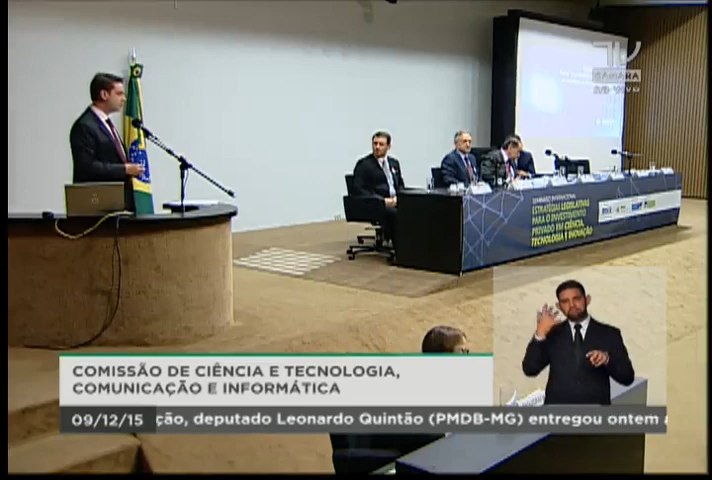 CÂMARA
AO VIVO
SEMINÁRIO INTERNACIONAL
ESTRATÉGIAS LEGISLATIVAS
PARA O INVESTIMENTO
PRIVADO EM CIÊNCIA,
TECNOLOGIA E INOVAÇÃO
COMISSÃO DE CIÊNCIA E TECNOLOGIA,
COMUNICAÇÃO E INFORMÁTICA
09/12/15 ção, deputado Leonardo Quintão (PMDB-MG) entregou ontem a